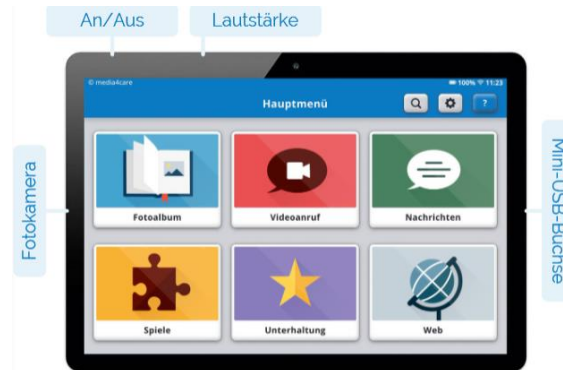 An/Aus
Lautstärke
© media4care
100% 11:23
Hauptmenü
?
Fotokamera
Mini-USB-Buchse
Fotoalbum
Videoanruf
Nachrichten
Spiele
Unterhaltung
Web